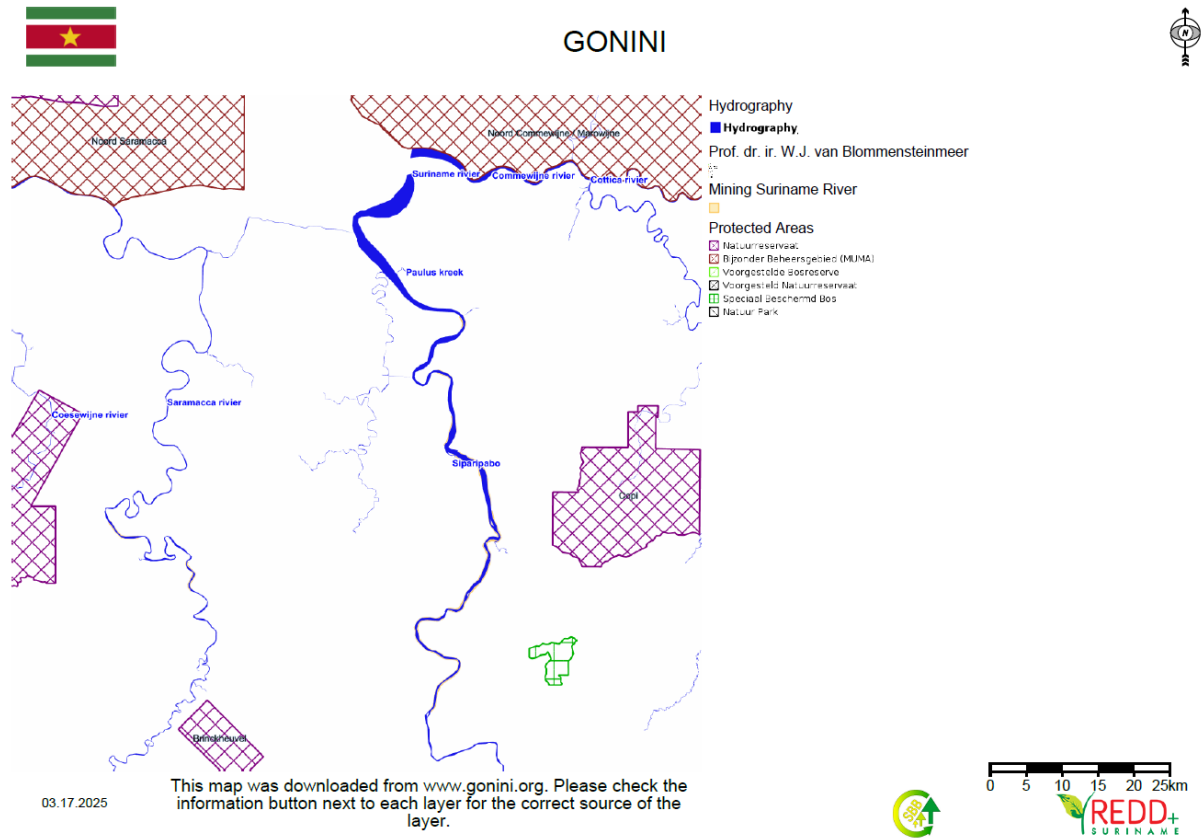 GONINI
N
Noord Saramacca
Noord Commewijne / Marowijne
Suriname rivier
Commewijne rivier
Cottica rivier
Paulus kreek
Coesewijne rivier
Saramacca rivier
Siparipabo
Copi
Brinckheuvel
Hydrography
Hydrography
Prof. dr. ir. W.J. van Blommensteinmeer
Mining Suriname River
Protected Areas
Natuurreservaat
Bijzonder Beheersgebied (MUMA)
Voorgestelde Bosreserve
Voorgesteld Natuurreservaat
Speciaal Beschermd Bos
Natuur Park
03.17.2025
This map was downloaded from www.gonini.org. Please check the
information button next to each layer for the correct source of the
layer.
0 5 10 15 20 25km
SBB
REDD+
SURINAME